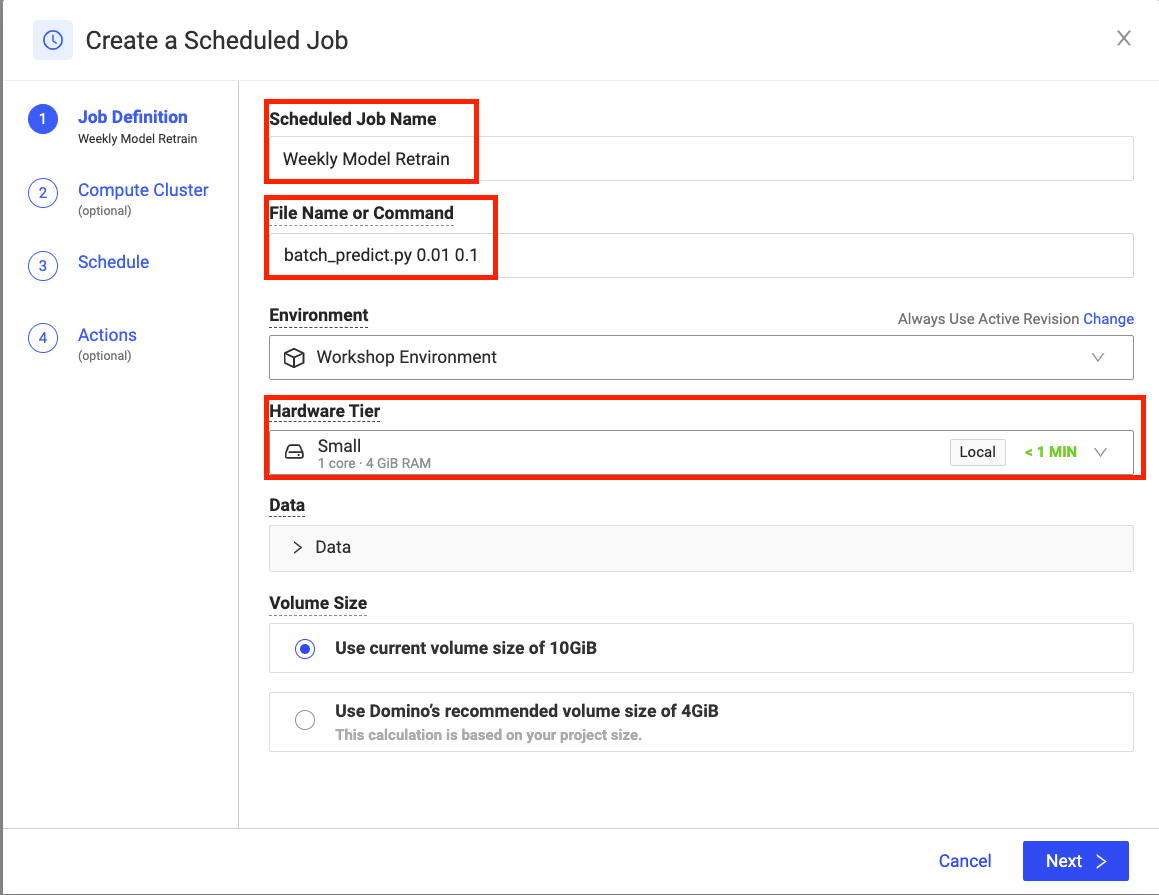 Create a Scheduled Job
1
Job Definition
Weekly Model Retrain
2
Compute Cluster
(optional)
3
Schedule
4
Actions
(optional)
Scheduled Job Name
Weekly Model Retrain
File Name or Command
batch_predict.py 0.01 0.1
Environment
Always Use Active Revision Change
Workshop Environment
Hardware Tier
Small
1 core · 4 GiB RAM
Local
< 1 MIN
Data
Data
Volume Size
Use current volume size of 10GiB
Use Domino’s recommended volume size of 4GiB
This calculation is based on your project size.
Cancel
Next